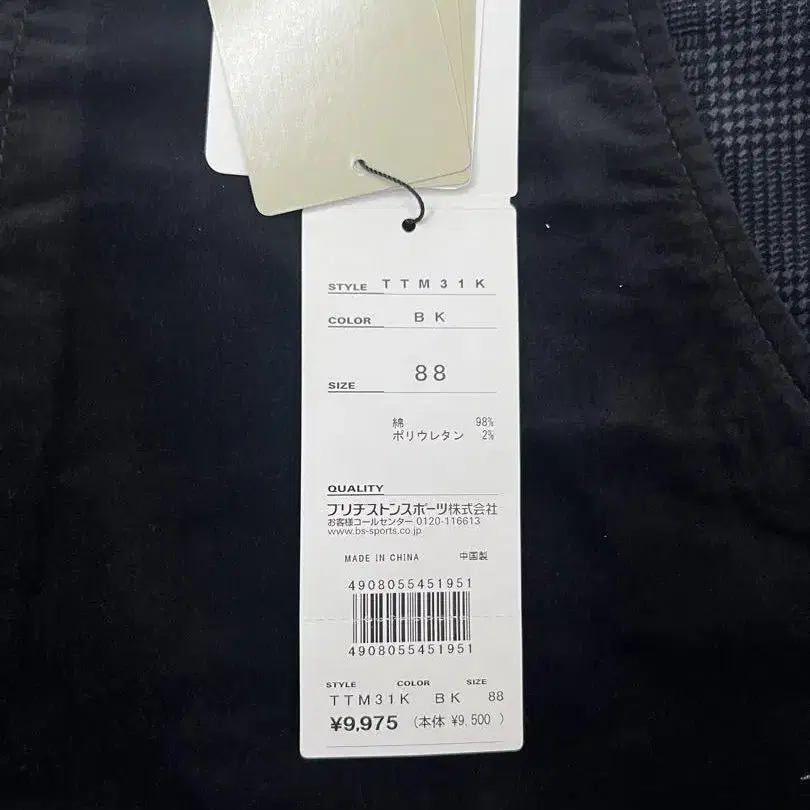 STYLE TTM31K
COLOR BK
SIZE 88
綿 98%
ポリウレタン 2%
QUALITY
ブリヂストンスポーツ株式会社
お客様コールセンター 0120-116613
www.bs-sports.co.jp
MADE IN CHINA 中国製
4908055451951
4908055451951
STYLE COLOR SIZE
TTM31K BK 88
¥9,975 (本体 ¥9,500 )